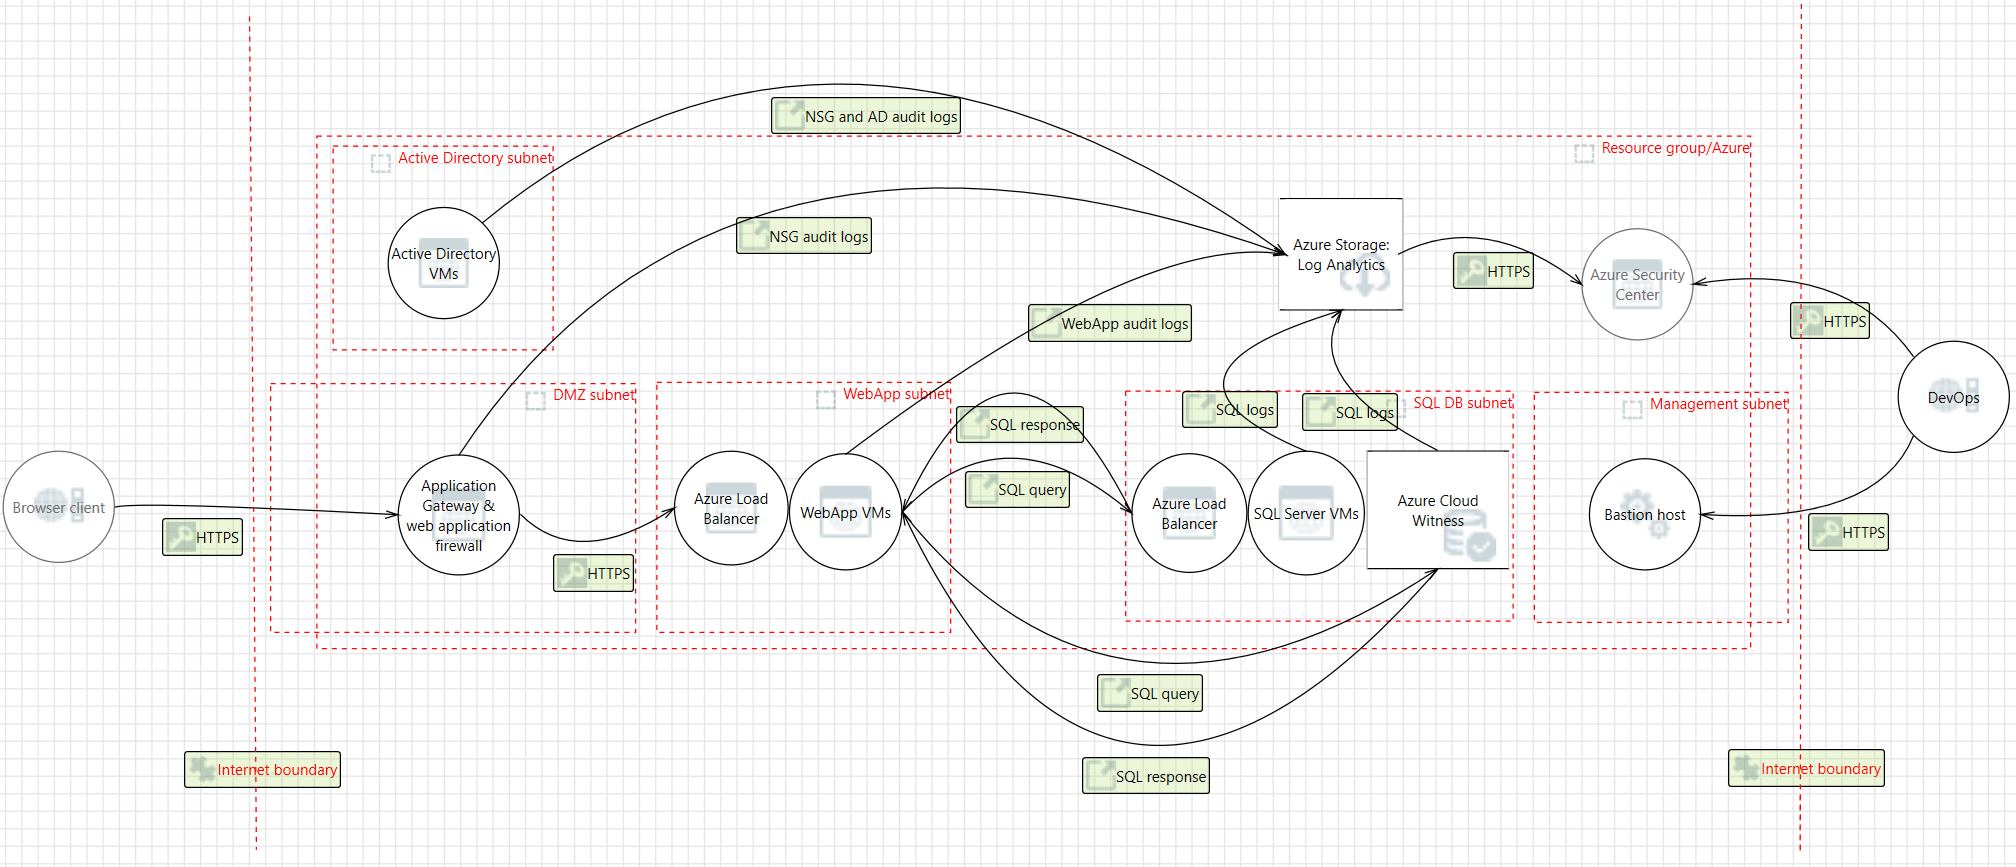 NSG and AD audit logs
Active Directory subnet
Resource group/Azure
Active Directory
VMs
NSG audit logs
Azure Storage:
Log Analytics
HTTPS
Azure Security
Center
HTTPS
WebApp audit logs
DevOps
DMZ subnet
WebApp subnet
SQL response
SQL logs
SQL logs
SQL DB subnet
Management subnet
Browser client
HTTPS
Application
Gateway &
web application
firewall
HTTPS
Azure Load
Balancer
WebApp VMs
SQL query
Azure Load
Balancer
SQL Server VMs
Azure Cloud
Witness
Bastion host
HTTPS
SQL query
SQL response
Internet boundary
Internet boundary